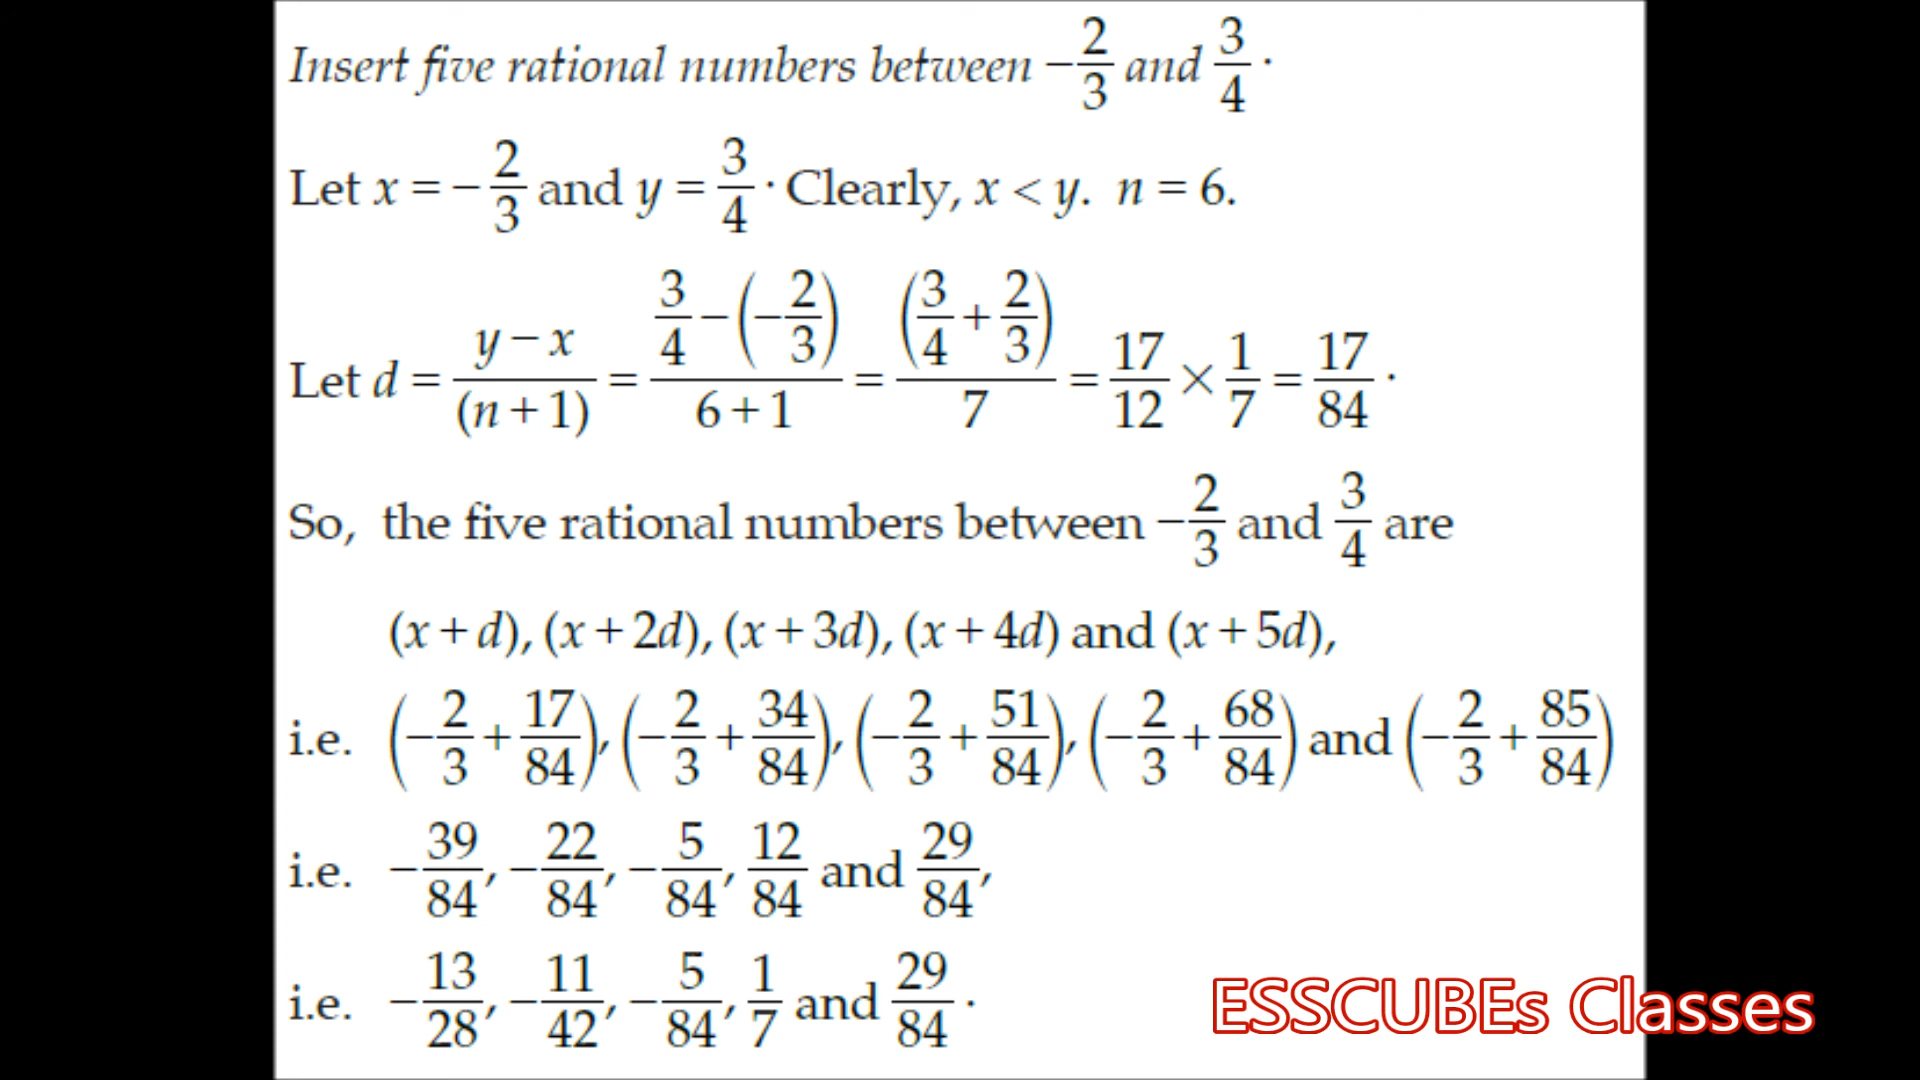 Insert five rational numbers between −2/3 and 3/4.
Let x = −2/3 and y = 3/4. Clearly, x < y. n = 6.
Let d = (y − x)/(n + 1) = (3/4 − (−2/3))/(6 + 1) = (3/4 + 2/3)/7 = 17/12 × 1/7 = 17/84.
So, the five rational numbers between −2/3 and 3/4 are
(x + d), (x + 2d), (x + 3d), (x + 4d) and (x + 5d),
i.e. (−2/3 + 17/84), (−2/3 + 34/84), (−2/3 + 51/84), (−2/3 + 68/84) and (−2/3 + 85/84)
i.e. −39/84, −22/84, −5/84, 12/84 and 29/84,
i.e. −13/28, −11/42, −5/84, 1/7 and 29/84.
ESSCUBEs Classes